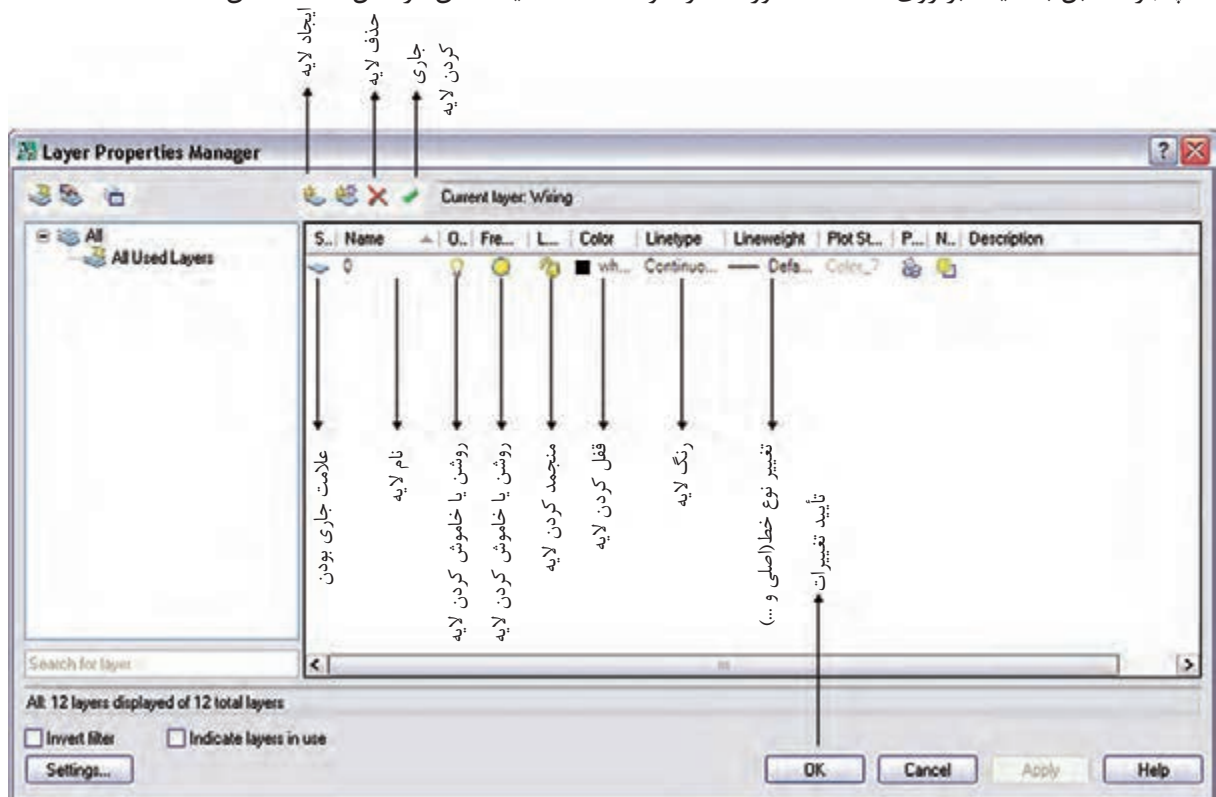 ایجاد لایه
حذف لایه
جاری
کردن لایه
Layer Properties Manager
Current layer: Wiring
All
All Used Layers
S.. Name O.. Fre... L... Color Linetype Lineweight Plot St... P... N.. Description
0 wh... Continuo... Defa... Color_7
علامت جاری بودن
نام لایه
روشن یا خاموش کردن لایه
روشن یا خاموش کردن لایه
منجمد کردن لایه
قفل کردن لایه
رنگ لایه
تغییر نوع خط(اصلی و ...)
تأیید تغییرات
Search for layer
All: 12 layers displayed of 12 total layers
Invert filter Indicate layers in use
Settings... OK Cancel Apply Help